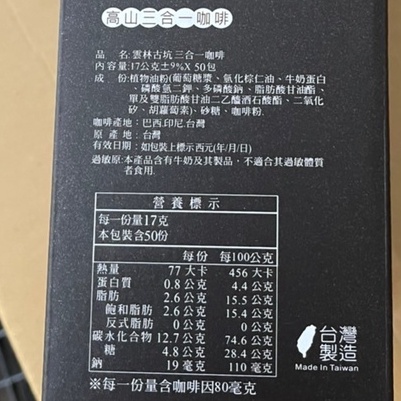 高山三合一咖啡
品 名: 雲林古坑三合一咖啡
內容量:17公克±9%X 50包
成 份:植物油粉(葡萄糖漿、氫化棕仁油、牛奶蛋白、磷酸氫二鉀、多磷酸鈉、脂肪酸甘油酯、單及雙脂肪酸甘油二乙醯酒石酸酯、二氧化矽、胡蘿蔔素)、砂糖、咖啡粉.
咖啡產地: 巴西.印尼.台灣
原 產 地: 台灣
有效日期: 如包裝上標示西元(年/月/日)
過敏原:本產品含有牛奶及其製品，不適合其過敏體質者食用.
營 養 標 示
每一份量17克
本包裝含50份
每份 每100公克
熱量 77 大卡 456 大卡
蛋白質 0.8 公克 4.4 公克
脂肪 2.6 公克 15.5 公克
飽和脂肪 2.6 公克 15.4 公克
反式脂肪 0 公克 0 公克
碳水化合物 12.7 公克 74.6 公克
糖 4.8 公克 28.4 公克
鈉 19 毫克 110 毫克
※每一份量含咖啡因80毫克
台灣
製造
Made In Taiwan